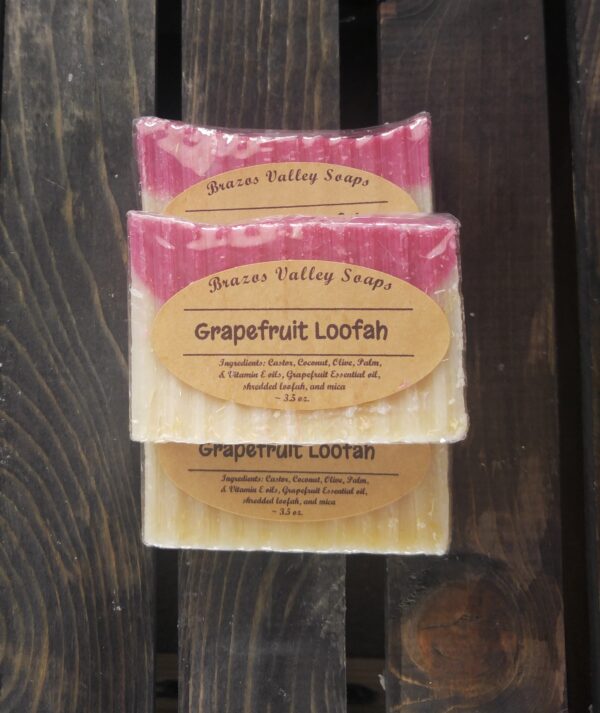 Brazos Valley Soaps
Brazos Valley Soaps
Grapefruit Loofah
Ingredients: Castor, Coconut, Olive, Palm,
& Vitamin E oils, Grapefruit Essential oil,
shredded loofah, and mica
~ 3.5 oz.
Grapefruit Loofah
Ingredients: Castor, Coconut, Olive, Palm,
& Vitamin E oils, Grapefruit Essential oil,
shredded loofah, and mica
~ 3.5 oz.